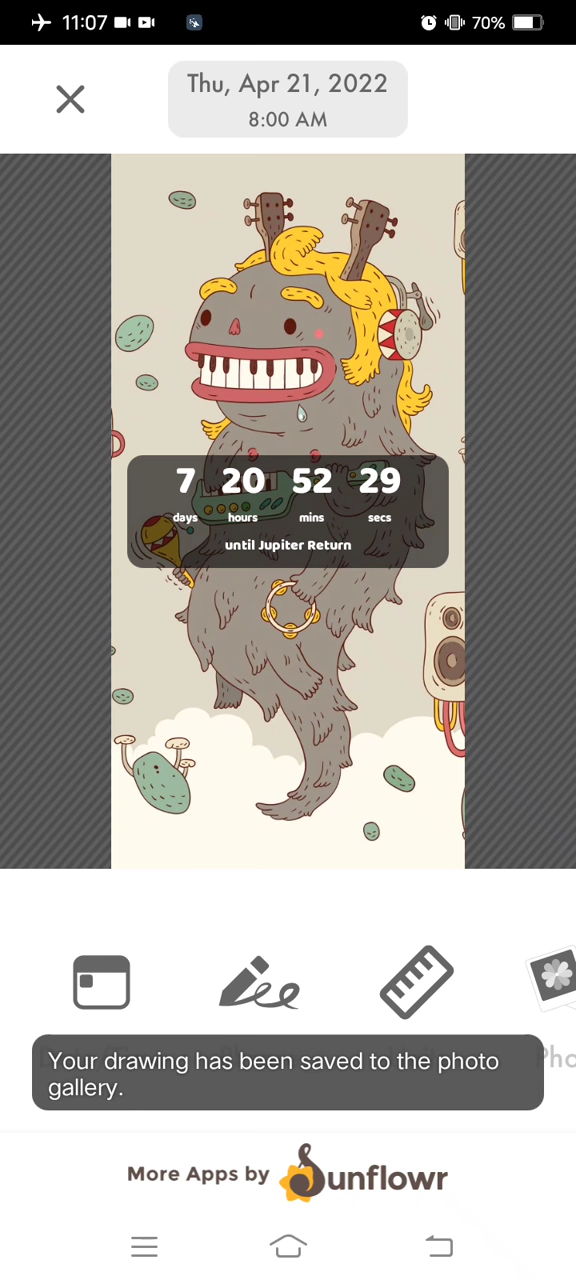 11:07
70%
Thu, Apr 21, 2022
8:00 AM
7 20 52 29
days hours mins secs
until Jupiter Return
Your drawing has been saved to the photo
gallery.
More Apps by Sunflowr